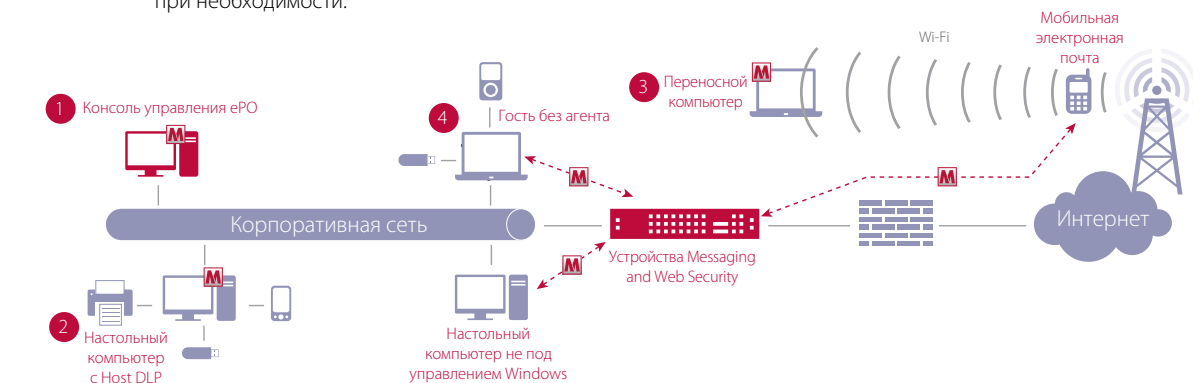 при необходимости.
Мобильная
электронная
почта
Wi-Fi
1
Консоль управления ePO
M
4
Гость без агента
3
Переносной
компьютер
M
M
M
Корпоративная сеть
Интернет
Устройства Messaging
and Web Security
M
M
2
Настольный
компьютер
с Host DLP
Настольный
компьютер не под
управлением Windows